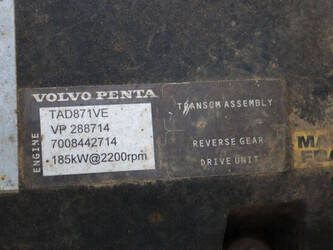 VOLVO PENTA
ENGINE
TAD871VE
VP 288714
7008442714
185kW@2200rpm
TRANSOM ASSEMBLY
REVERSE GEAR
DRIVE UNIT